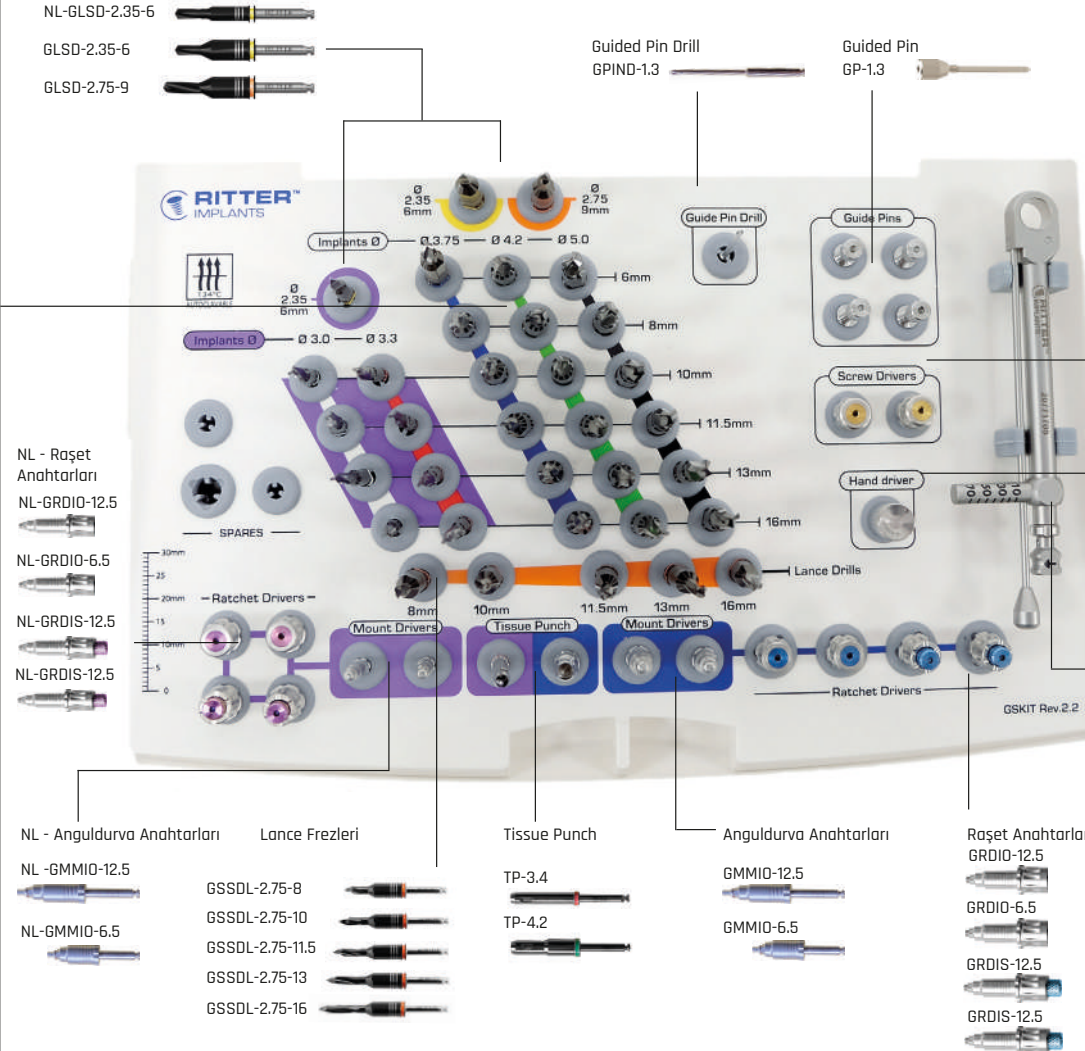 NL-GLSD-2.35-6
GLSD-2.35-6
GLSD-2.75-9
Guided Pin Drill
GPIND-1.3
Guided Pin
GP-1.3
RITTER™
IMPLANTS
Ø
2.35
6mm
Ø
2.75
9mm
Implants Ø
Ø 3.75
Ø 4.2
Ø 5.0
Guide Pin Drill
Guide Pins
6mm
134°C
AUTOCLAVABLE
Ø
2.35
6mm
8mm
Implants Ø
Ø 3.0
Ø 3.3
10mm
Screw Drivers
11.5mm
NL - Raşet
Anahtarları
NL-GRDIO-12.5
13mm
Hand driver
70 50 30 10
16mm
SPARES
NL-GRDIO-6.5
30mm
25
20mm
15
10mm
5
0
Lance Drills
8mm
10mm
11.5mm
13mm
16mm
Ratchet Drivers
NL-GRDIS-12.5
NL-GRDIS-12.5
Mount Drivers
Tissue Punch
Mount Drivers
Ratchet Drivers
GSKIT Rev.2.2
NL - Anguldurva Anahtarları
NL -GMMIO-12.5
NL-GMMIO-6.5
Lance Frezleri
GSSDL-2.75-8
GSSDL-2.75-10
GSSDL-2.75-11.5
GSSDL-2.75-13
GSSDL-2.75-16
Tissue Punch
TP-3.4
TP-4.2
Anguldurva Anahtarları
GMMIO-12.5
GMMIO-6.5
Raşet Anahtarla
GRDIO-12.5
GRDIO-6.5
GRDIS-12.5
GRDIS-12.5